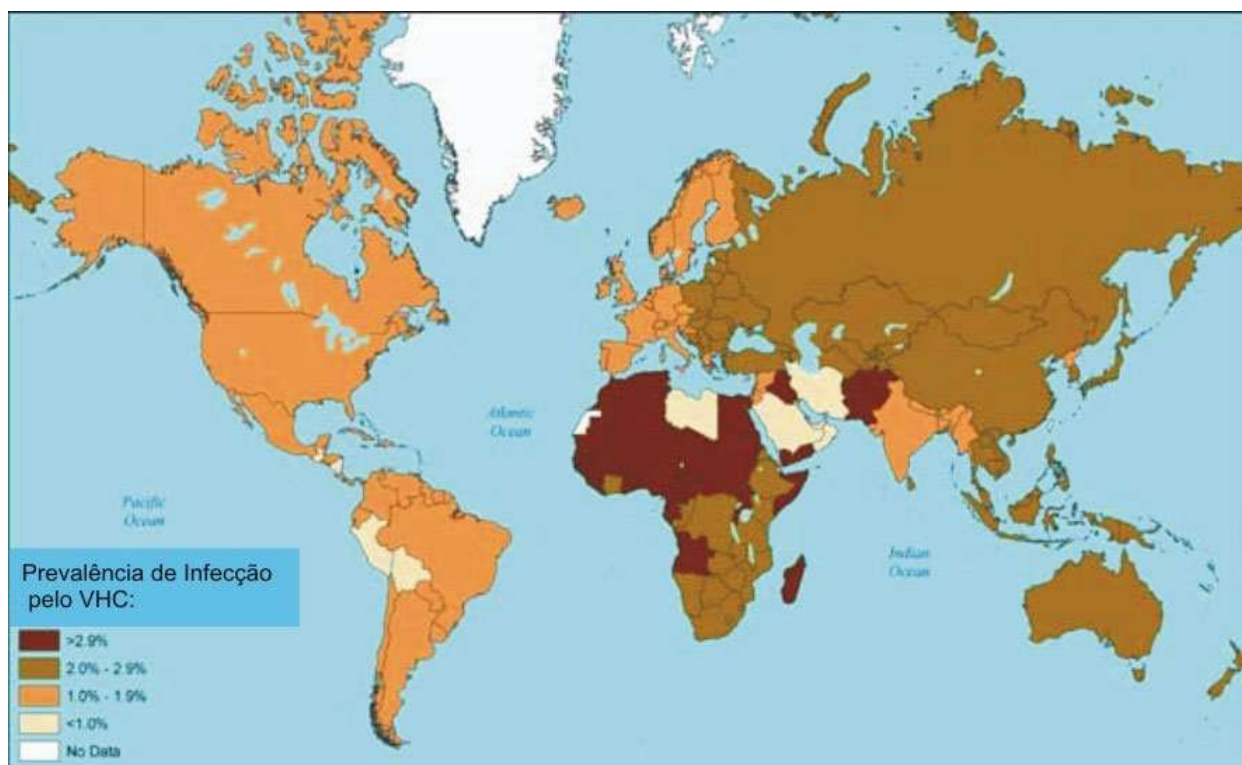 Atlantic
Ocean
Pacific
Ocean
Indian
Ocean
Prevalência de Infecção
pelo VHC:
>2.9%
2.0% - 2.9%
1.0% - 1.9%
<1.0%
No Data